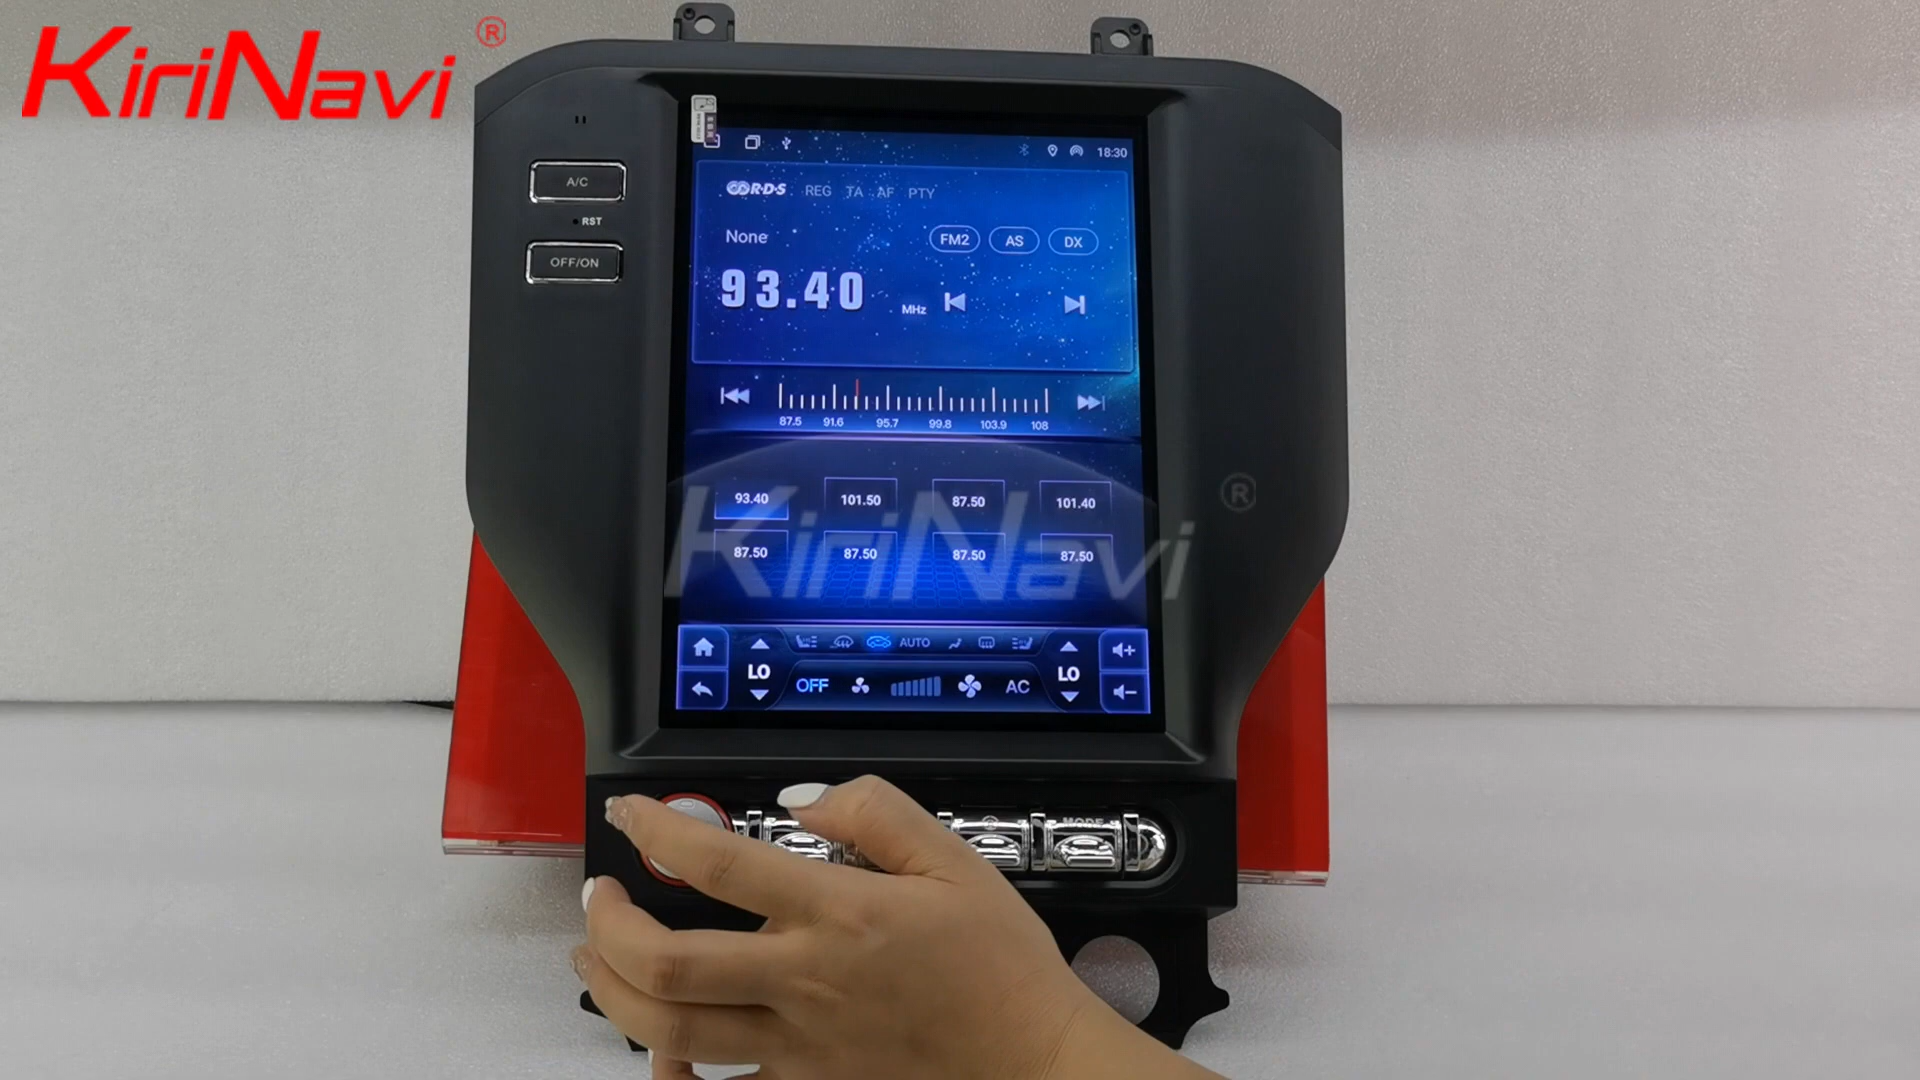 KiriNavi ®
A/C
RST
OFF/ON
18:30
R·D·S REG TA AF PTY
None FM2 AS DX
93.40 MHz
87.5 91.6 95.7 99.8 103.9 108
93.40 101.50 87.50 101.40
87.50 87.50 87.50 87.50
KiriNavi ®
AUTO
LO LO
OFF AC
MODE